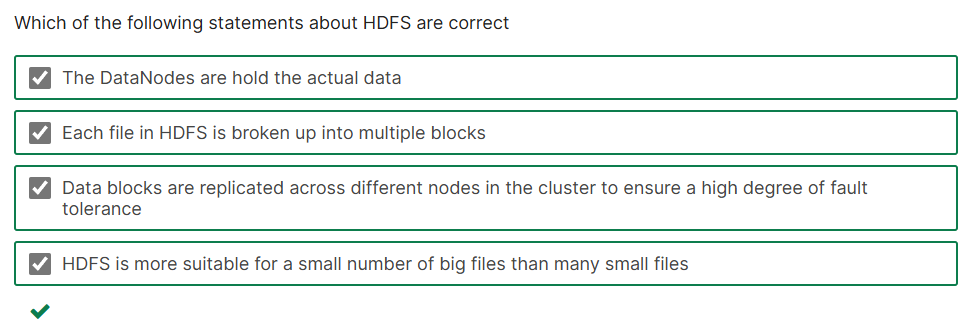 Which of the following statements about HDFS are correct
The DataNodes are hold the actual data
Each file in HDFS is broken up into multiple blocks
Data blocks are replicated across different nodes in the cluster to ensure a high degree of fault
tolerance
HDFS is more suitable for a small number of big files than many small files